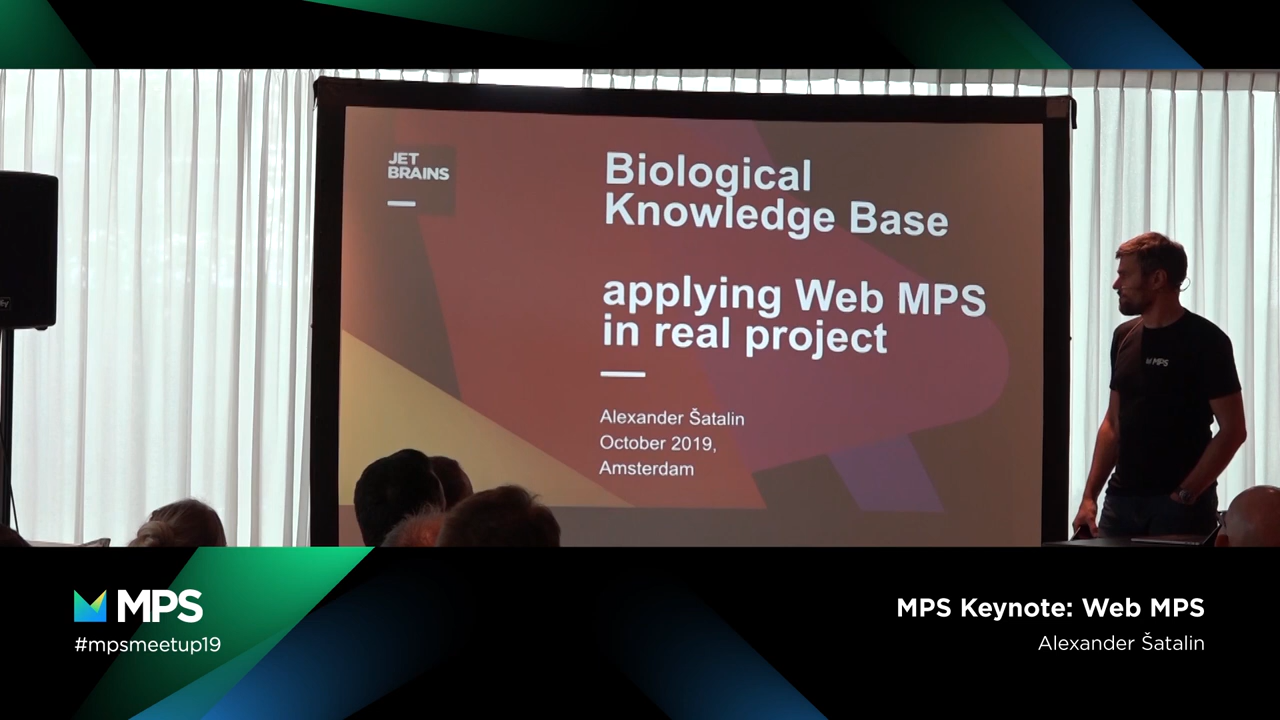 JET
BRAINS
Biological
Knowledge Base
applying Web MPS
in real project
Alexander Šatalin
October 2019,
Amsterdam
MPS
MPS
#mpsmeetup19
MPS Keynote: Web MPS
Alexander Šatalin